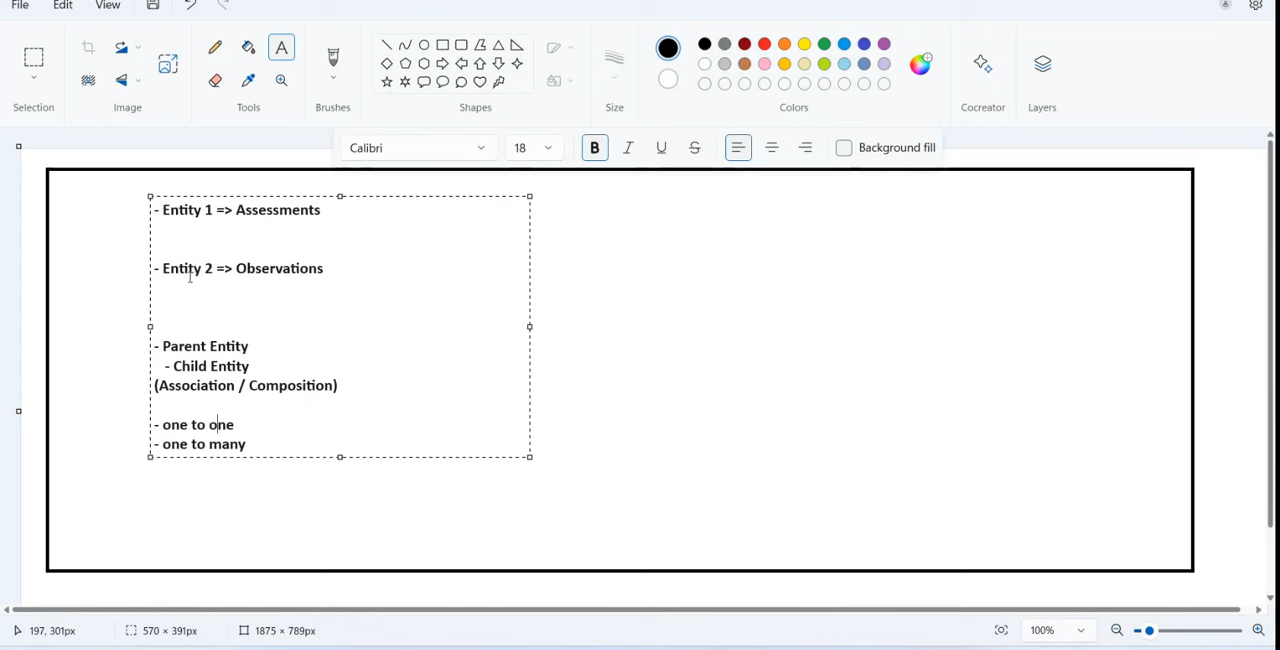 File Edit View
Selection Image Tools Brushes Shapes Size Colors Cocreator Layers
Calibri 18 B I U S Background fill
- Entity 1 => Assessments
- Entity 2 => Observations
- Parent Entity
- Child Entity
(Association / Composition)
- one to one
- one to many
197, 301px 570 × 391px 1875 × 789px 100%